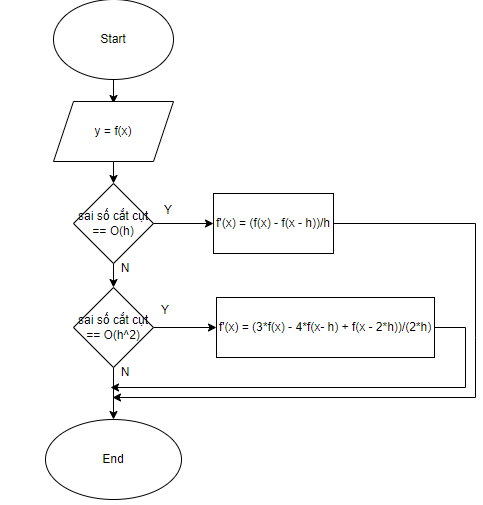 Start
y = f(x)
sai số cắt cụt
== O(h)
Y
f'(x) = (f(x) - f(x - h))/h
N
sai số cắt cụt
== O(h^2)
Y
f'(x) = (3*f(x) - 4*f(x- h) + f(x - 2*h))/(2*h)
N
End